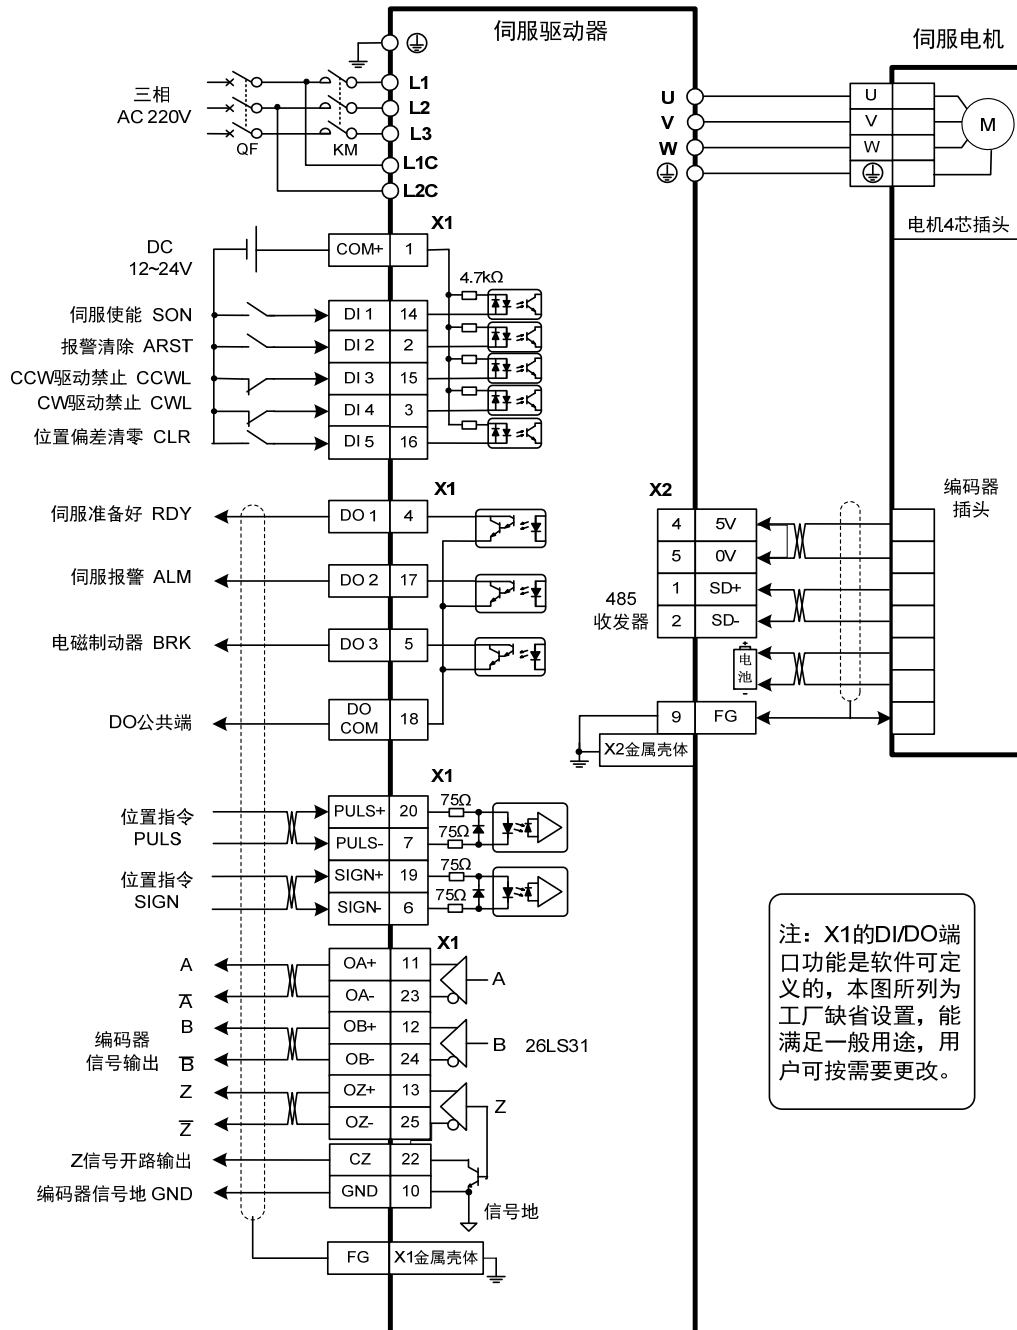 伺服驱动器
伺服电机
三相
AC 220V
QF
KM
L1
L2
L3
L1C
L2C
U
V
W
U
V
W
M
电机4芯插头
X1
DC
12~24V
COM+ 1
4.7kΩ
伺服使能 SON DI 1 14
报警清除 ARST DI 2 2
CCW驱动禁止 CCWL DI 3 15
CW驱动禁止 CWL DI 4 3
位置偏差清零 CLR DI 5 16
X1
伺服准备好 RDY DO 1 4
伺服报警 ALM DO 2 17
电磁制动器 BRK DO 3 5
DO公共端 DO COM 18
X2
编码器
插头
4 5V
5 0V
1 SD+
2 SD-
485
收发器
电
池
-
9 FG
X2金属壳体
X1
位置指令
PULS
PULS+ 20 75Ω
PULS- 7 75Ω
位置指令
SIGN
SIGN+ 19 75Ω
SIGN- 6 75Ω
X1
A OA+ 11
A
A̅ OA- 23
B OB+ 12
B 26LS31
编码器
信号输出
B̅ OB- 24
Z OZ+ 13
Z
Z̅ OZ- 25
Z信号开路输出 CZ 22
编码器信号地 GND GND 10
信号地
FG X1金属壳体
注：X1的DI/DO端
口功能是软件可定
义的，本图所列为
工厂缺省设置，能
满足一般用途，用
户可按需要更改。